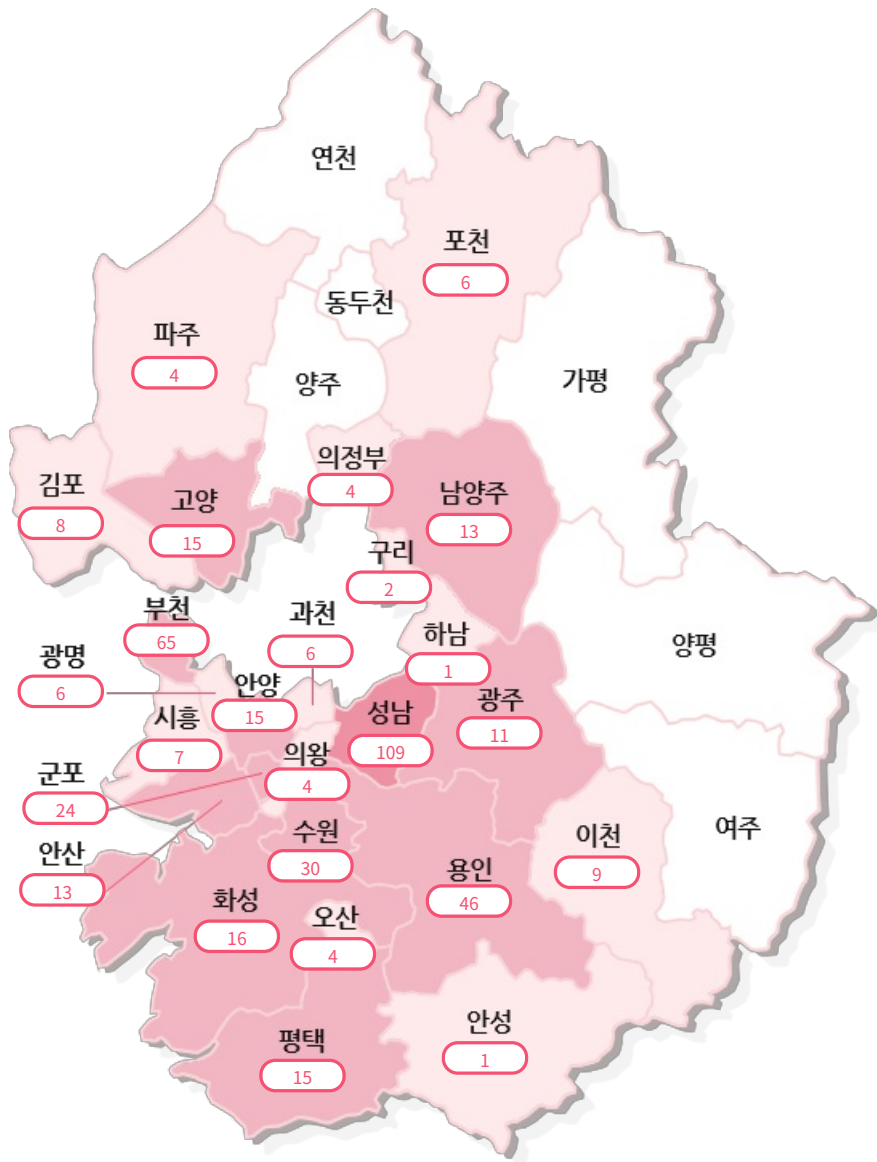 연천
포천
6
동두천
파주
4
양주
가평
의정부
4
김포
8
고양
15
남양주
13
구리
2
부천
65
과천
6
하남
1
양평
광명
6
안양
15
시흥
7
성남
109
광주
11
의왕
4
군포
24
수원
30
이천
9
여주
안산
13
용인
46
화성
16
오산
4
안성
1
평택
15